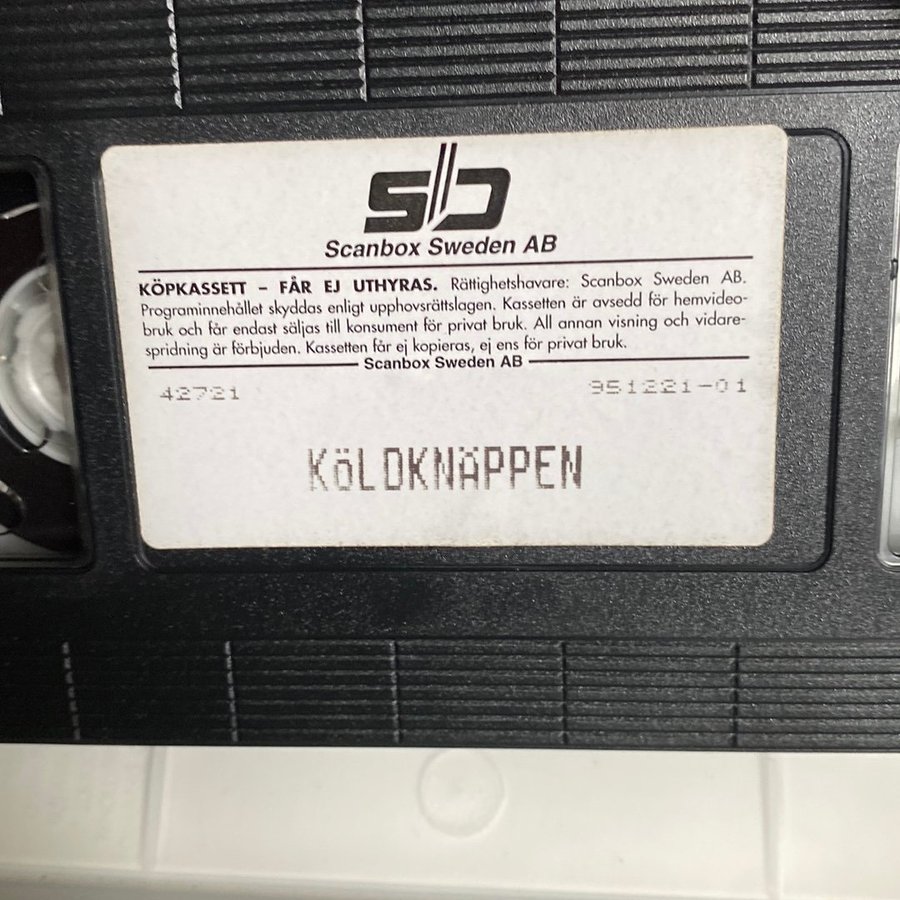 sb
Scanbox Sweden AB
KÖPKASSETT – FÅR EJ UTHYRAS. Rättighetshavare: Scanbox Sweden AB.
Programinnehållet skyddas enligt upphovsrättslagen. Kassetten är avsedd för hemvideo-
bruk och får endast säljas till konsument för privat bruk. All annan visning och vidare-
spridning är förbjuden. Kassetten får ej kopieras, ej ens för privat bruk.
Scanbox Sweden AB
42721 951221-01
KöLDKNÄPPEN